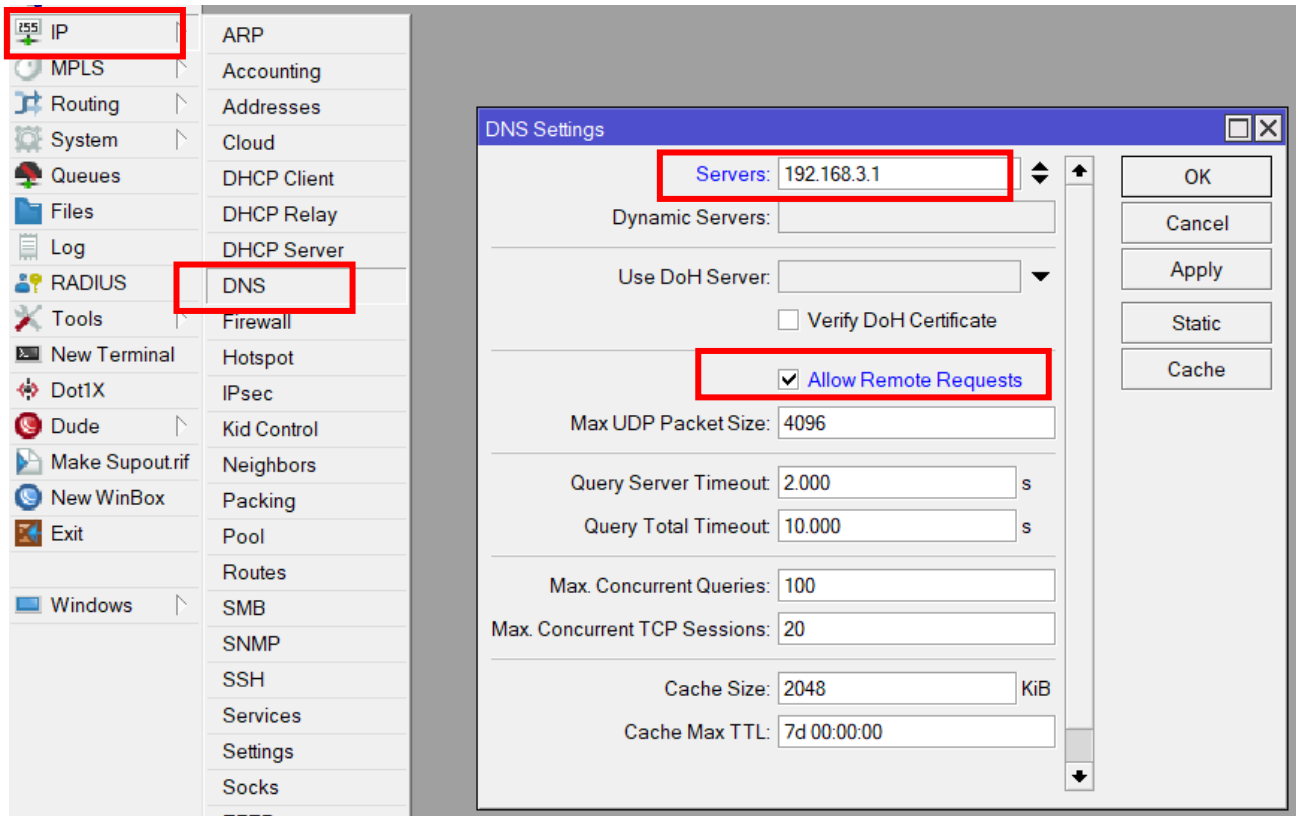 IP
MPLS
Routing
System
Queues
Files
Log
RADIUS
Tools
New Terminal
Dot1X
Dude
Make Supout.rif
New WinBox
Exit
Windows
ARP
Accounting
Addresses
Cloud
DHCP Client
DHCP Relay
DHCP Server
DNS
Firewall
Hotspot
IPsec
Kid Control
Neighbors
Packing
Pool
Routes
SMB
SNMP
SSH
Services
Settings
Socks
DNS Settings
Servers: 192.168.3.1
Dynamic Servers:
Use DoH Server:
Verify DoH Certificate
Allow Remote Requests
Max UDP Packet Size: 4096
Query Server Timeout: 2.000 s
Query Total Timeout: 10.000 s
Max. Concurrent Queries: 100
Max. Concurrent TCP Sessions: 20
Cache Size: 2048 KiB
Cache Max TTL: 7d 00:00:00
OK
Cancel
Apply
Static
Cache